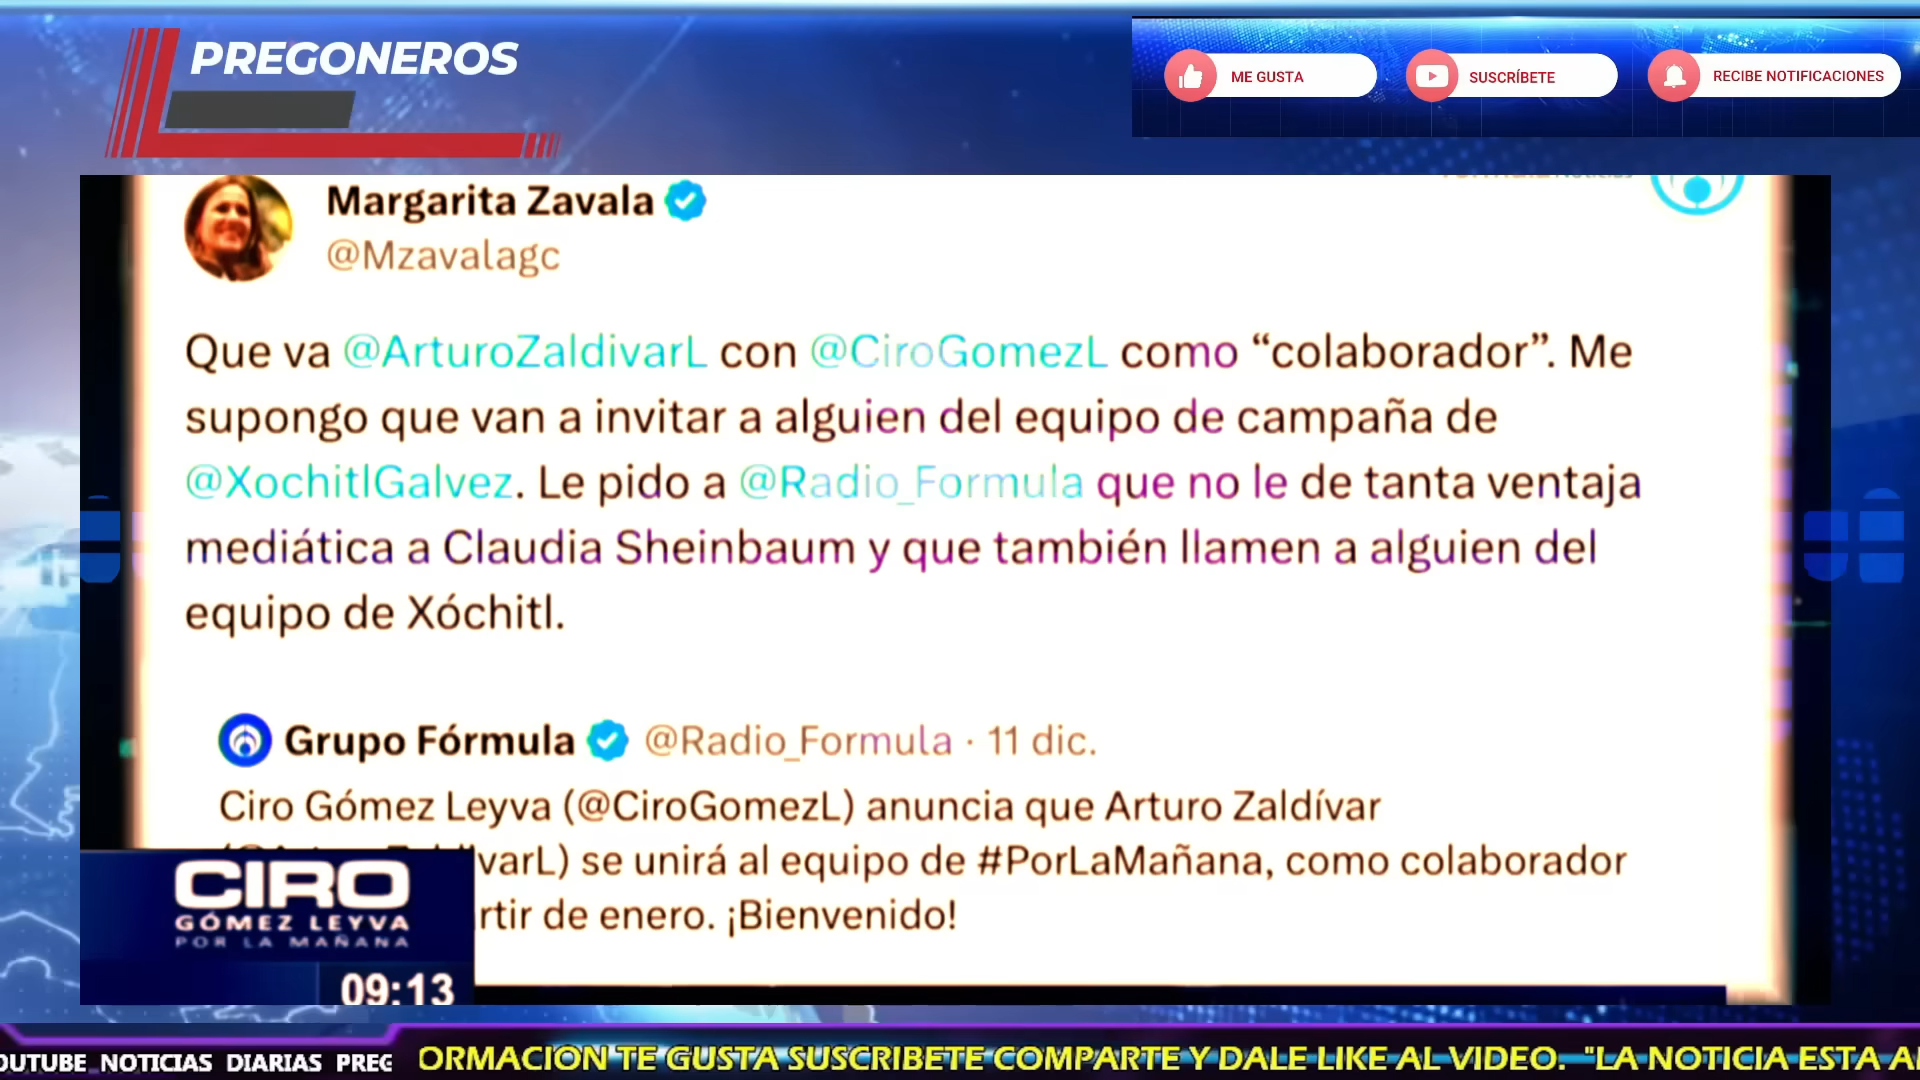 PREGONEROS
ME GUSTA
SUSCRÍBETE
RECIBE NOTIFICACIONES
Margarita Zavala
@Mzavalagc
Que va @ArturoZaldivarL con @CiroGomezL como “colaborador”. Me
supongo que van a invitar a alguien del equipo de campaña de
@XochitlGalvez. Le pido a @Radio_Formula que no le de tanta ventaja
mediática a Claudia Sheinbaum y que también llamen a alguien del
equipo de Xóchitl.
Grupo Fórmula @Radio_Formula · 11 dic.
Ciro Gómez Leyva (@CiroGomezL) anuncia que Arturo Zaldívar
varL) se unirá al equipo de #PorLaMañana, como colaborador
rtir de enero. ¡Bienvenido!
CIRO
GÓMEZ LEYVA
POR LA MAÑANA
09:13
OUTUBE NOTICIAS DIARIAS PREG
ORMACION TE GUSTA SUSCRIBETE COMPARTE Y DALE LIKE AL VIDEO. "LA NOTICIA ESTA A